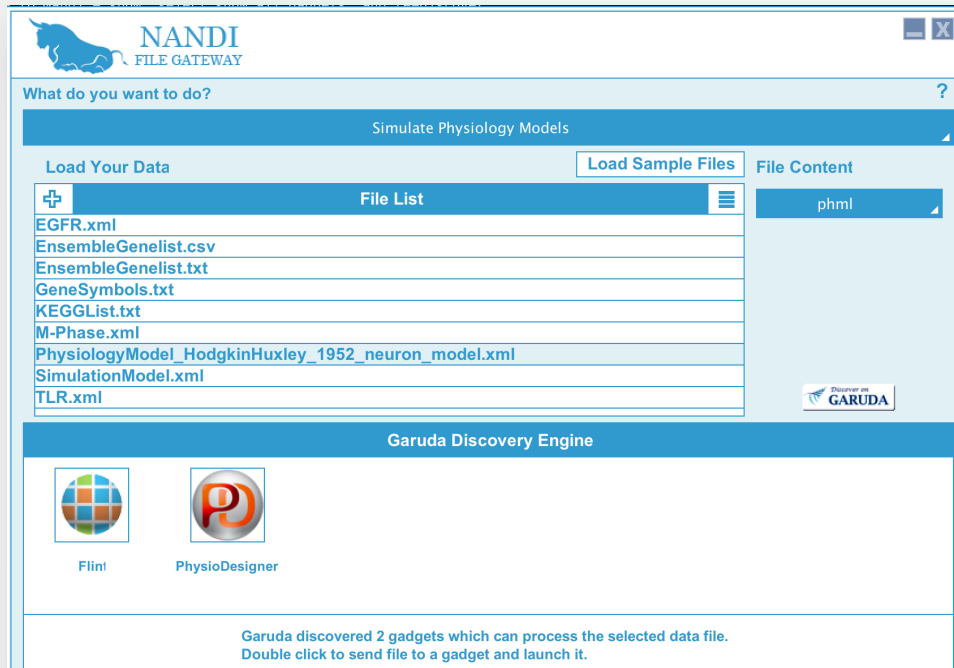 NANDI
FILE GATEWAY
What do you want to do?
?
Simulate Physiology Models
Load Your Data
Load Sample Files
File Content
File List
phml
EGFR.xml
EnsembleGenelist.csv
EnsembleGenelist.txt
GeneSymbols.txt
KEGGList.txt
M-Phase.xml
PhysiologyModel_HodgkinHuxley_1952_neuron_model.xml
SimulationModel.xml
TLR.xml
Discover on
GARUDA
Garuda Discovery Engine
Flint
PhysioDesigner
Garuda discovered 2 gadgets which can process the selected data file.
Double click to send file to a gadget and launch it.